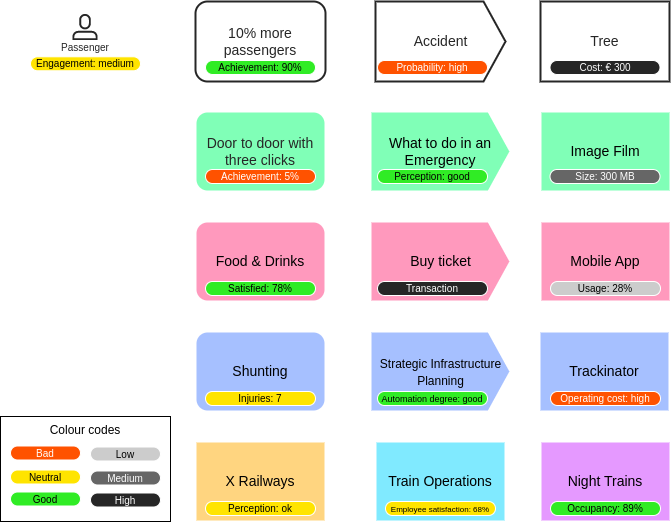 Passenger
Engagement: medium
10% more
passengers
Achievement: 90%
Accident
Probability: high
Tree
Cost: € 300
Door to door with
three clicks
Achievement: 5%
What to do in an
Emergency
Perception: good
Image Film
Size: 300 MB
Food & Drinks
Satisfied: 78%
Buy ticket
Transaction
Mobile App
Usage: 28%
Shunting
Injuries: 7
Strategic Infrastructure
Planning
Automation degree: good
Trackinator
Operating cost: high
Colour codes
Bad
Low
Neutral
Medium
Good
High
X Railways
Perception: ok
Train Operations
Employee satisfaction: 68%
Night Trains
Occupancy: 89%